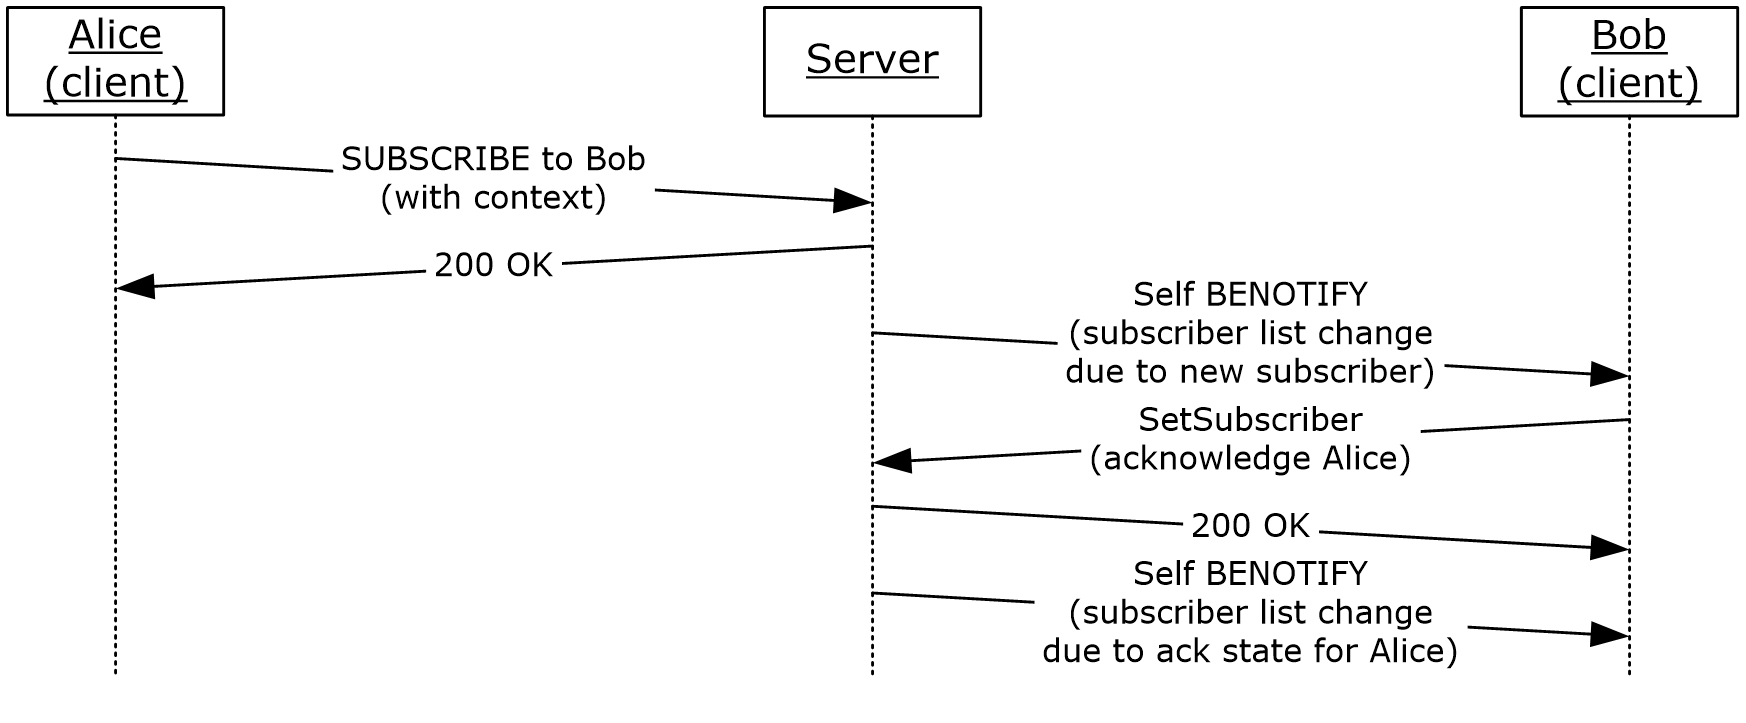 Alice
(client)
Server
Bob
(client)
SUBSCRIBE to Bob
(with context)
200 OK
Self BENOTIFY
(subscriber list change
due to new subscriber)
SetSubscriber
(acknowledge Alice)
200 OK
Self BENOTIFY
(subscriber list change
due to ack state for Alice)